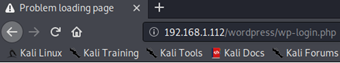 Problem loading page
192.168.1.112/wordpress/wp-login.php
Kali Linux Kali Training Kali Tools Kali Docs Kali Forums